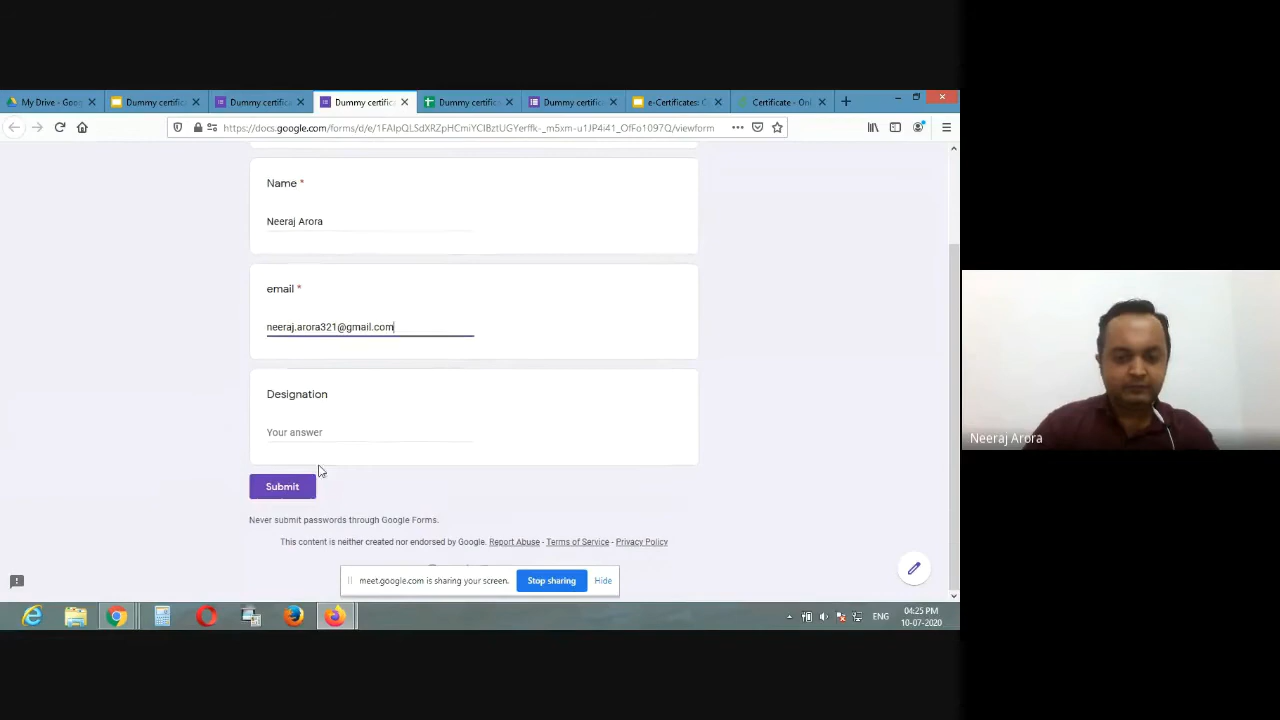 My Drive - Goo
Dummy certific
Dummy certific
Dummy certific
Dummy certific
Dummy certific
e-Certificates: C
Certificate - Onl
https://docs.google.com/forms/d/e/1FAIpQLSdXRZpHCmiYCIBztUGYerffk-_m5xm-u1JP4i41_OfFo1097Q/viewform
Name *
Neeraj Arora
email *
neeraj.arora321@gmail.com
Designation
Your answer
Submit
Never submit passwords through Google Forms.
This content is neither created nor endorsed by Google. Report Abuse - Terms of Service - Privacy Policy
meet.google.com is sharing your screen.
Stop sharing
Hide
Neeraj Arora
ENG
04:25 PM
10-07-2020